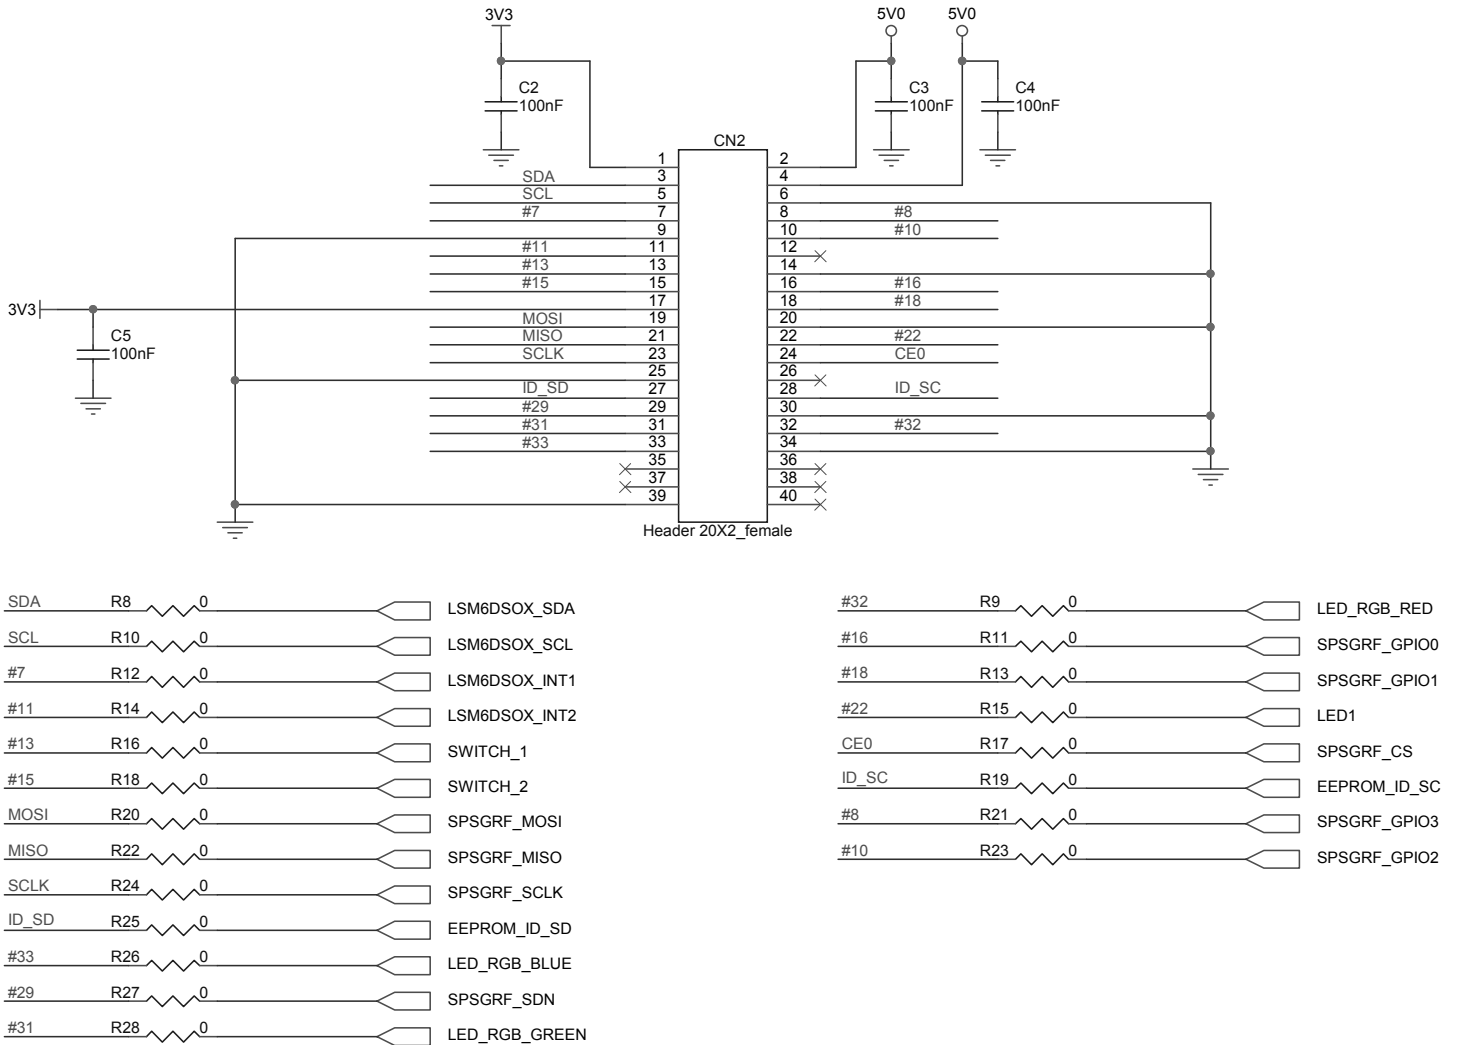 3V3
5V0 5V0
C2
100nF
C3
100nF
C4
100nF
CN2
1 2
SDA 3 4
SCL 5 6
#7 7 8 #8
9 10 #10
#11 11 12
#13 13 14
#15 15 16 #16
17 18 #18
3V3
MOSI 19 20
MISO 21 22 #22
SCLK 23 24 CE0
C5
100nF
25 26
ID_SD 27 28 ID_SC
#29 29 30
#31 31 32 #32
#33 33 34
35 36
37 38
39 40
Header 20X2_female
SDA R8 0 LSM6DSOX_SDA
SCL R10 0 LSM6DSOX_SCL
#7 R12 0 LSM6DSOX_INT1
#11 R14 0 LSM6DSOX_INT2
#13 R16 0 SWITCH_1
#15 R18 0 SWITCH_2
MOSI R20 0 SPSGRF_MOSI
MISO R22 0 SPSGRF_MISO
SCLK R24 0 SPSGRF_SCLK
ID_SD R25 0 EEPROM_ID_SD
#33 R26 0 LED_RGB_BLUE
#29 R27 0 SPSGRF_SDN
#31 R28 0 LED_RGB_GREEN
#32 R9 0 LED_RGB_RED
#16 R11 0 SPSGRF_GPIO0
#18 R13 0 SPSGRF_GPIO1
#22 R15 0 LED1
CE0 R17 0 SPSGRF_CS
ID_SC R19 0 EEPROM_ID_SC
#8 R21 0 SPSGRF_GPIO3
#10 R23 0 SPSGRF_GPIO2